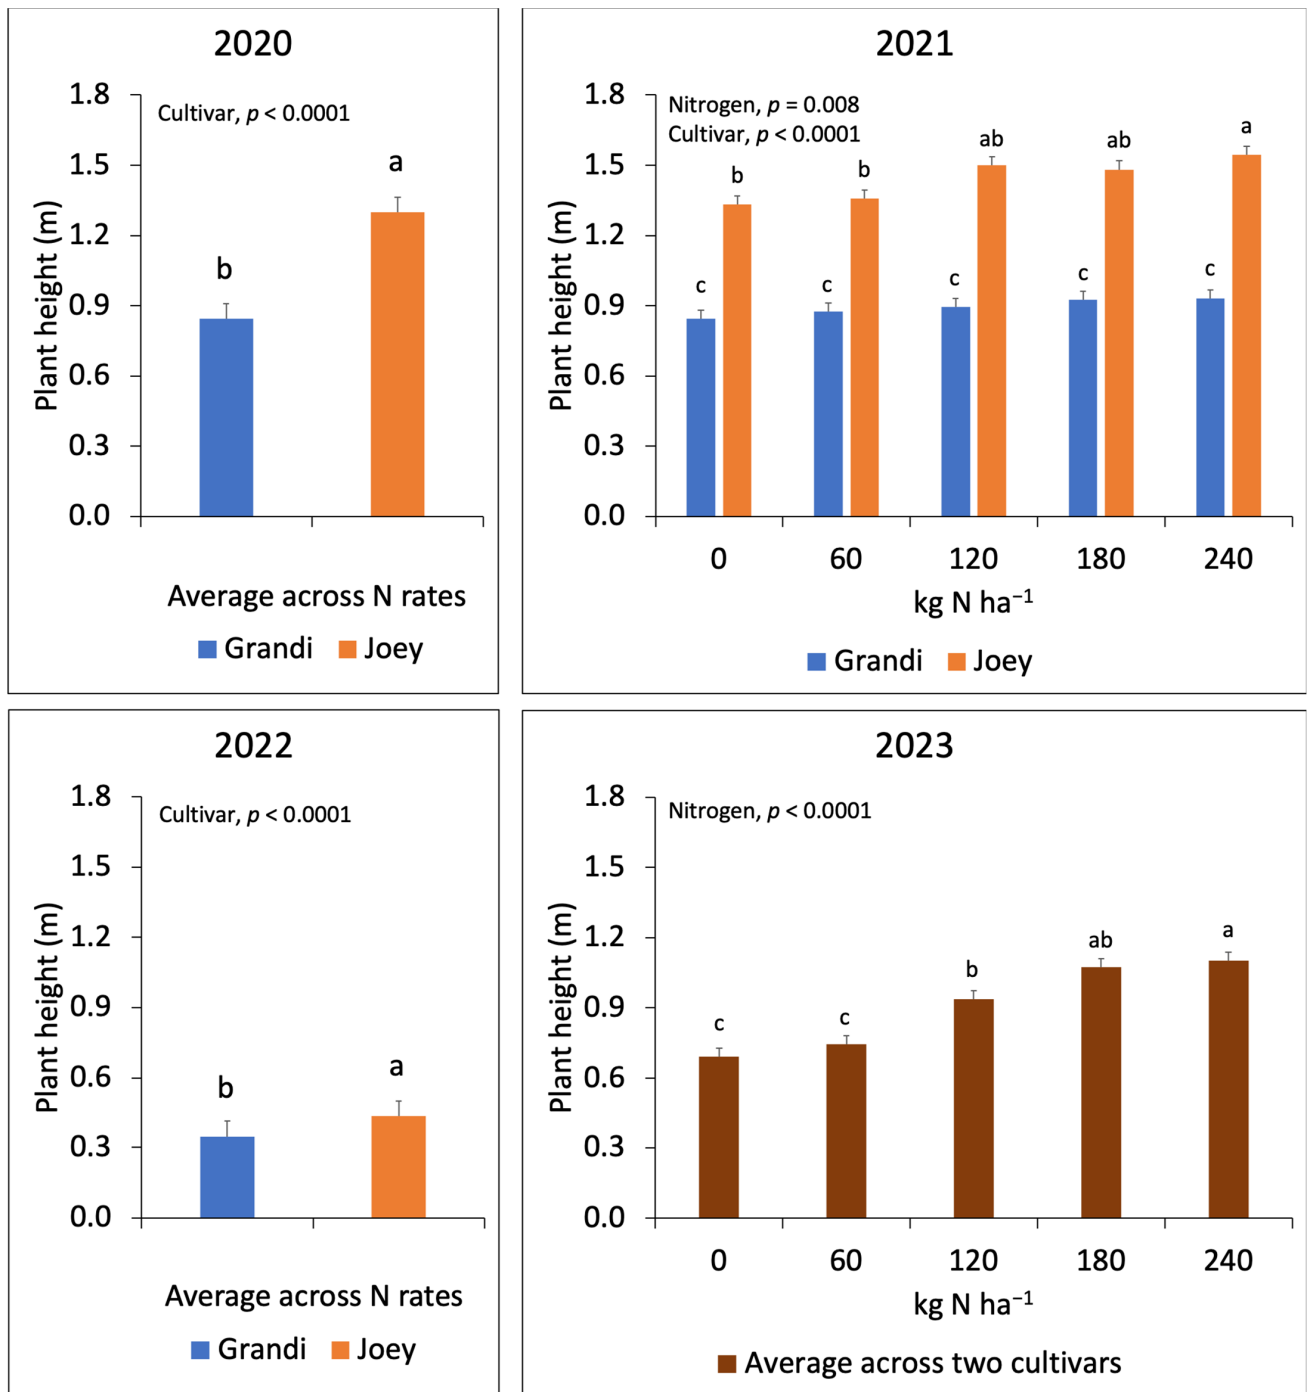 2020
Cultivar, p < 0.0001
1.8
1.5
1.2
0.9
0.6
0.3
0.0
Plant height (m)
b
a
Average across N rates
Grandi Joey
2021
Nitrogen, p = 0.008
Cultivar, p < 0.0001
1.8
1.5
1.2
0.9
0.6
0.3
0.0
Plant height (m)
c b c b c ab c ab c a
0 60 120 180 240
kg N ha⁻¹
Grandi Joey
2022
Cultivar, p < 0.0001
1.8
1.5
1.2
0.9
0.6
0.3
0.0
Plant height (m)
b
a
Average across N rates
Grandi Joey
2023
Nitrogen, p < 0.0001
1.8
1.5
1.2
0.9
0.6
0.3
0.0
Plant height (m)
c c b ab a
0 60 120 180 240
kg N ha⁻¹
Average across two cultivars